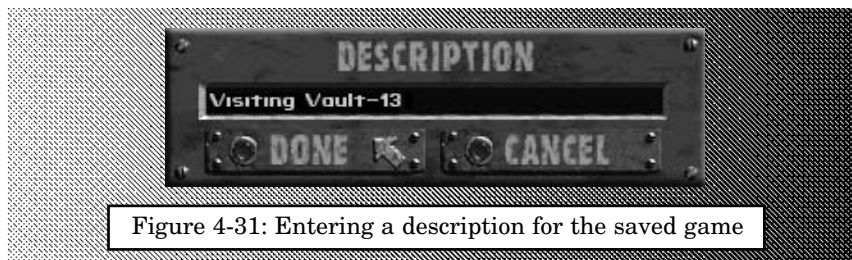 DESCRIPTION
Visiting Vault-13
DONE CANCEL
Figure 4-31: Entering a description for the saved game